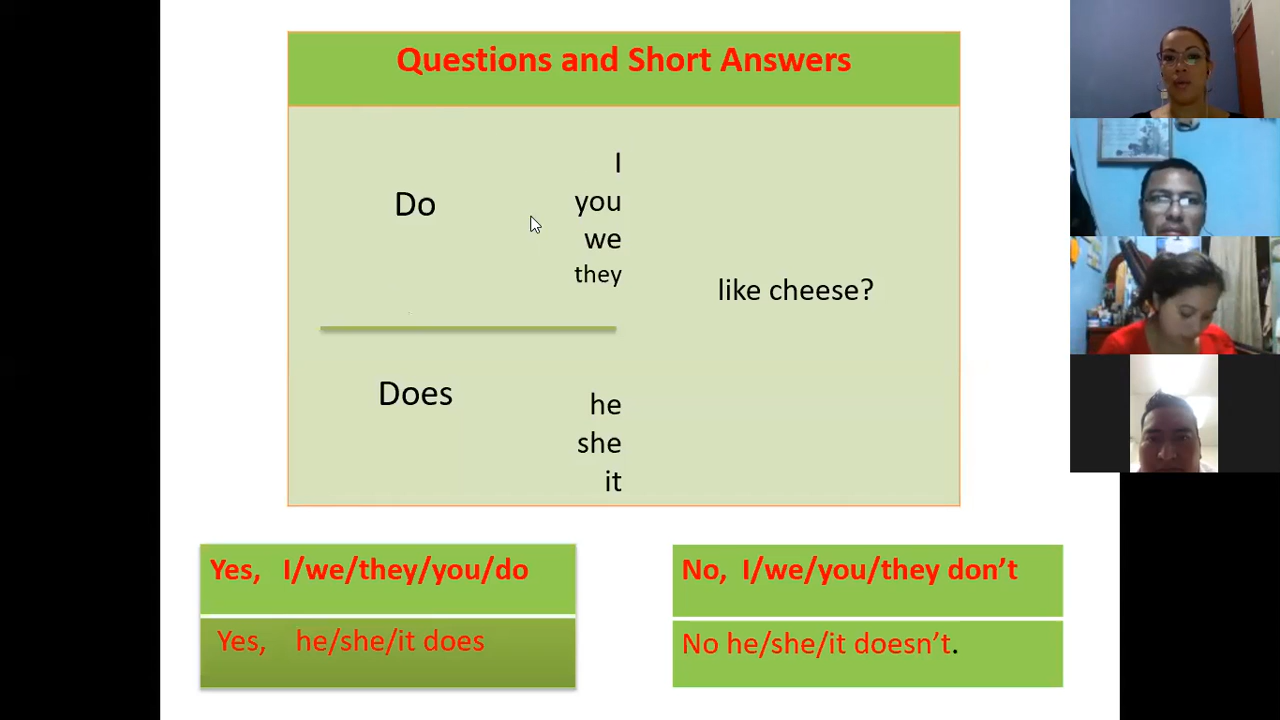 Questions and Short Answers
Do
I
you
we
they
like cheese?
Does
he
she
it
Yes, I/we/they/you/do
Yes, he/she/it does
No, I/we/you/they don't
No he/she/it doesn't.